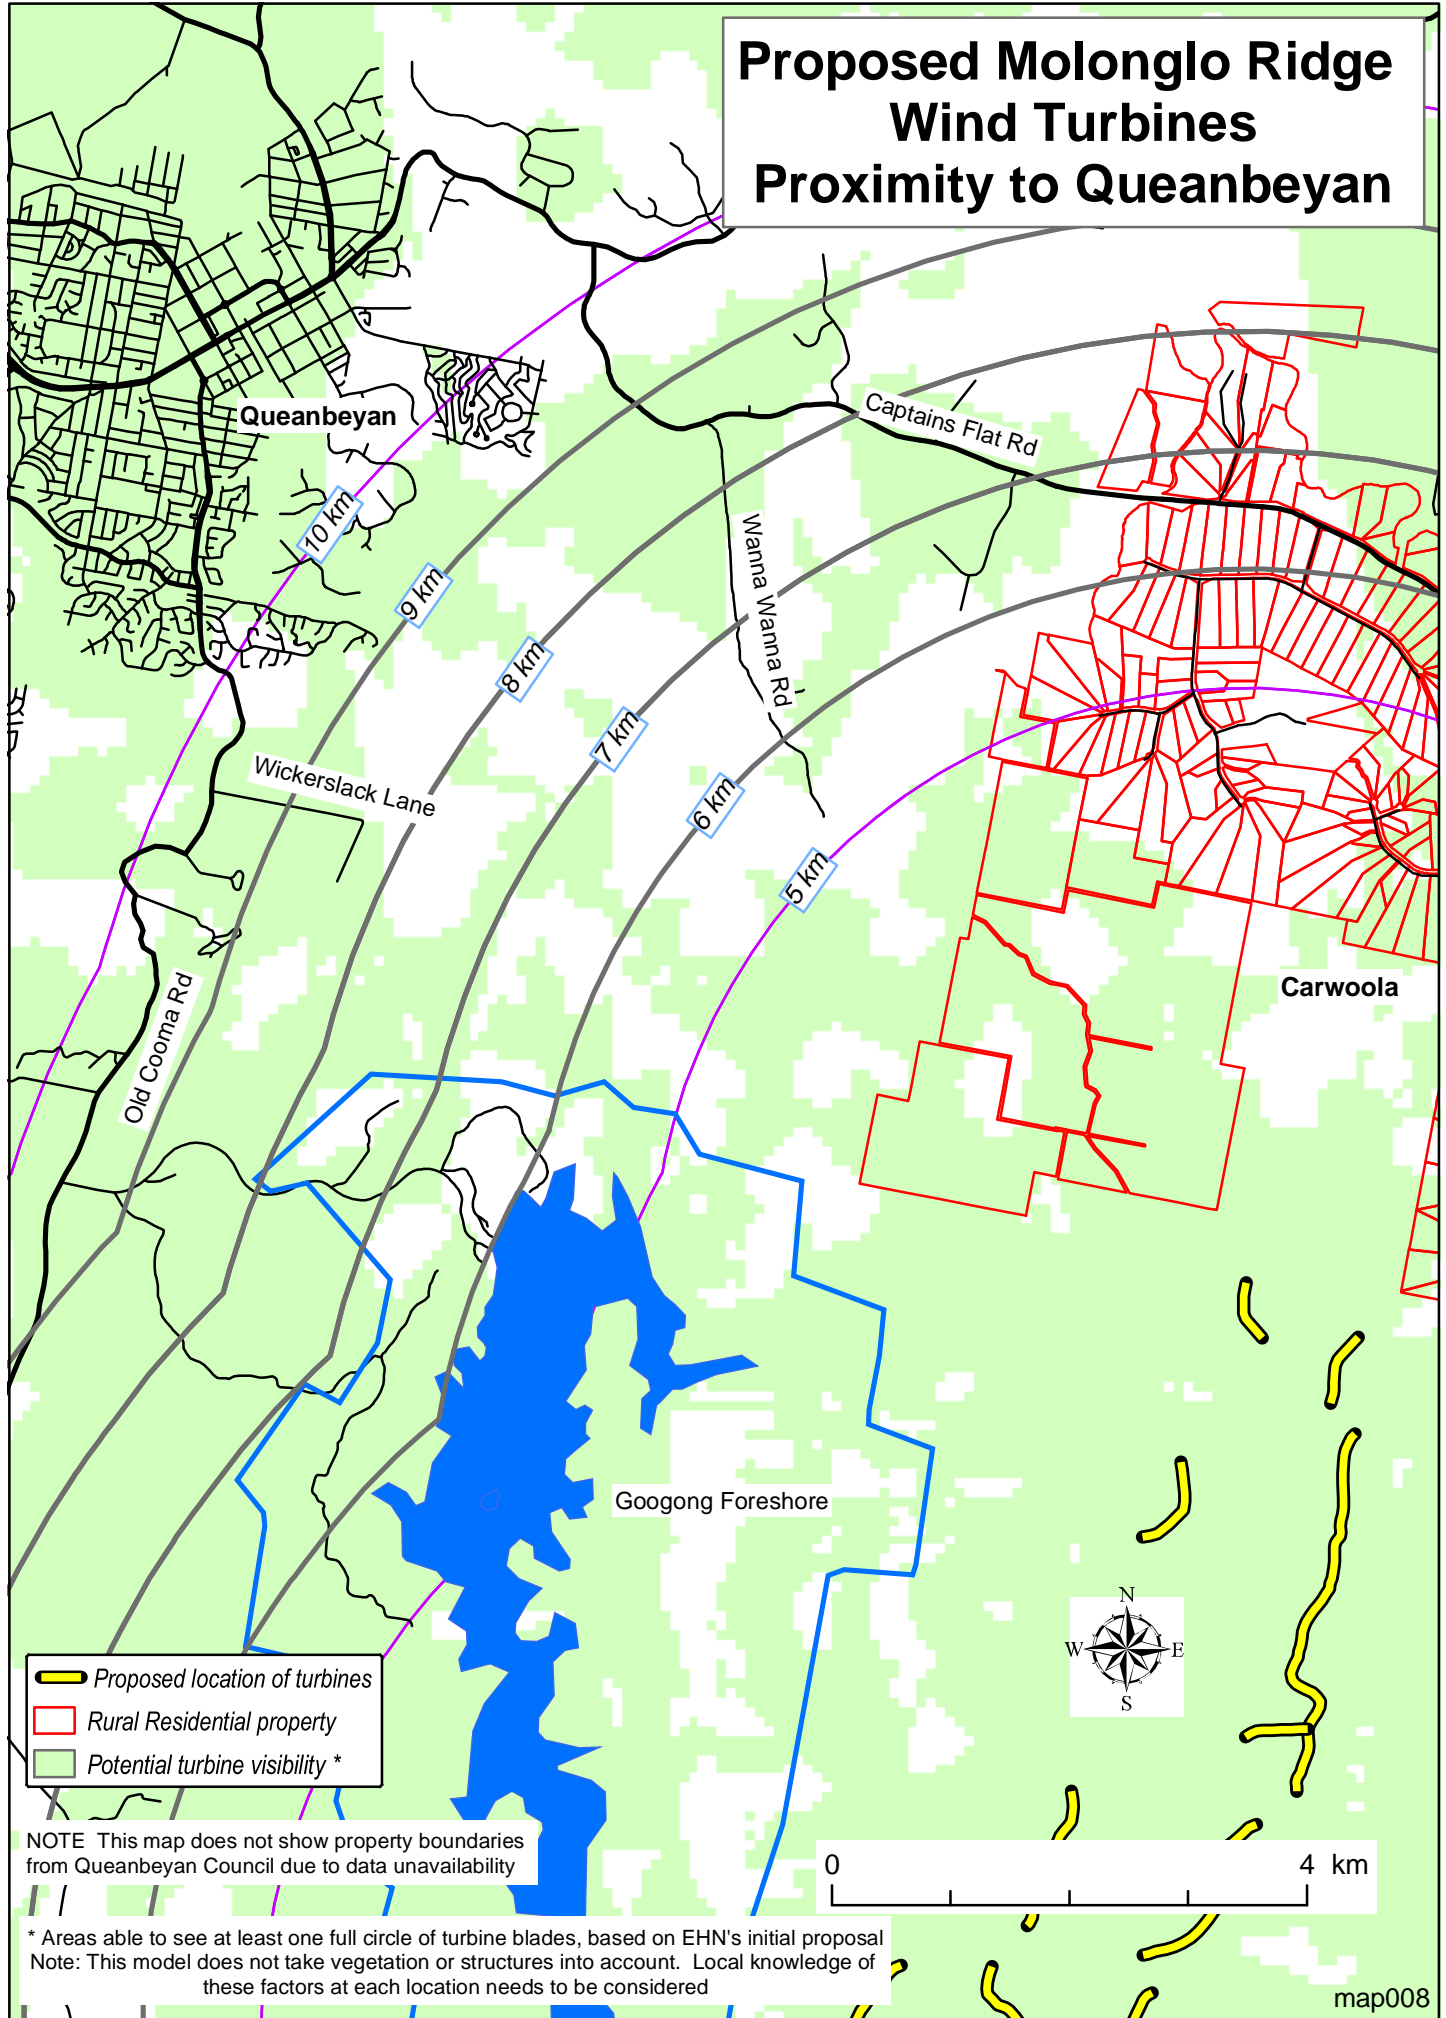 Proposed Molonglo Ridge
Wind Turbines
Proximity to Queanbeyan
Queanbeyan
Captains Flat Rd
10 km
9 km
8 km
7 km
6 km
5 km
Wanna Wanna Rd
Wickerslack Lane
Old Cooma Rd
Carwoola
Googong Foreshore
N
W
E
S
Proposed location of turbines
Rural Residential property
Potential turbine visibility *
NOTE This map does not show property boundaries
from Queanbeyan Council due to data unavailability
0
4 km
* Areas able to see at least one full circle of turbine blades, based on EHN's initial proposal
Note: This model does not take vegetation or structures into account. Local knowledge of
these factors at each location needs to be considered
map008